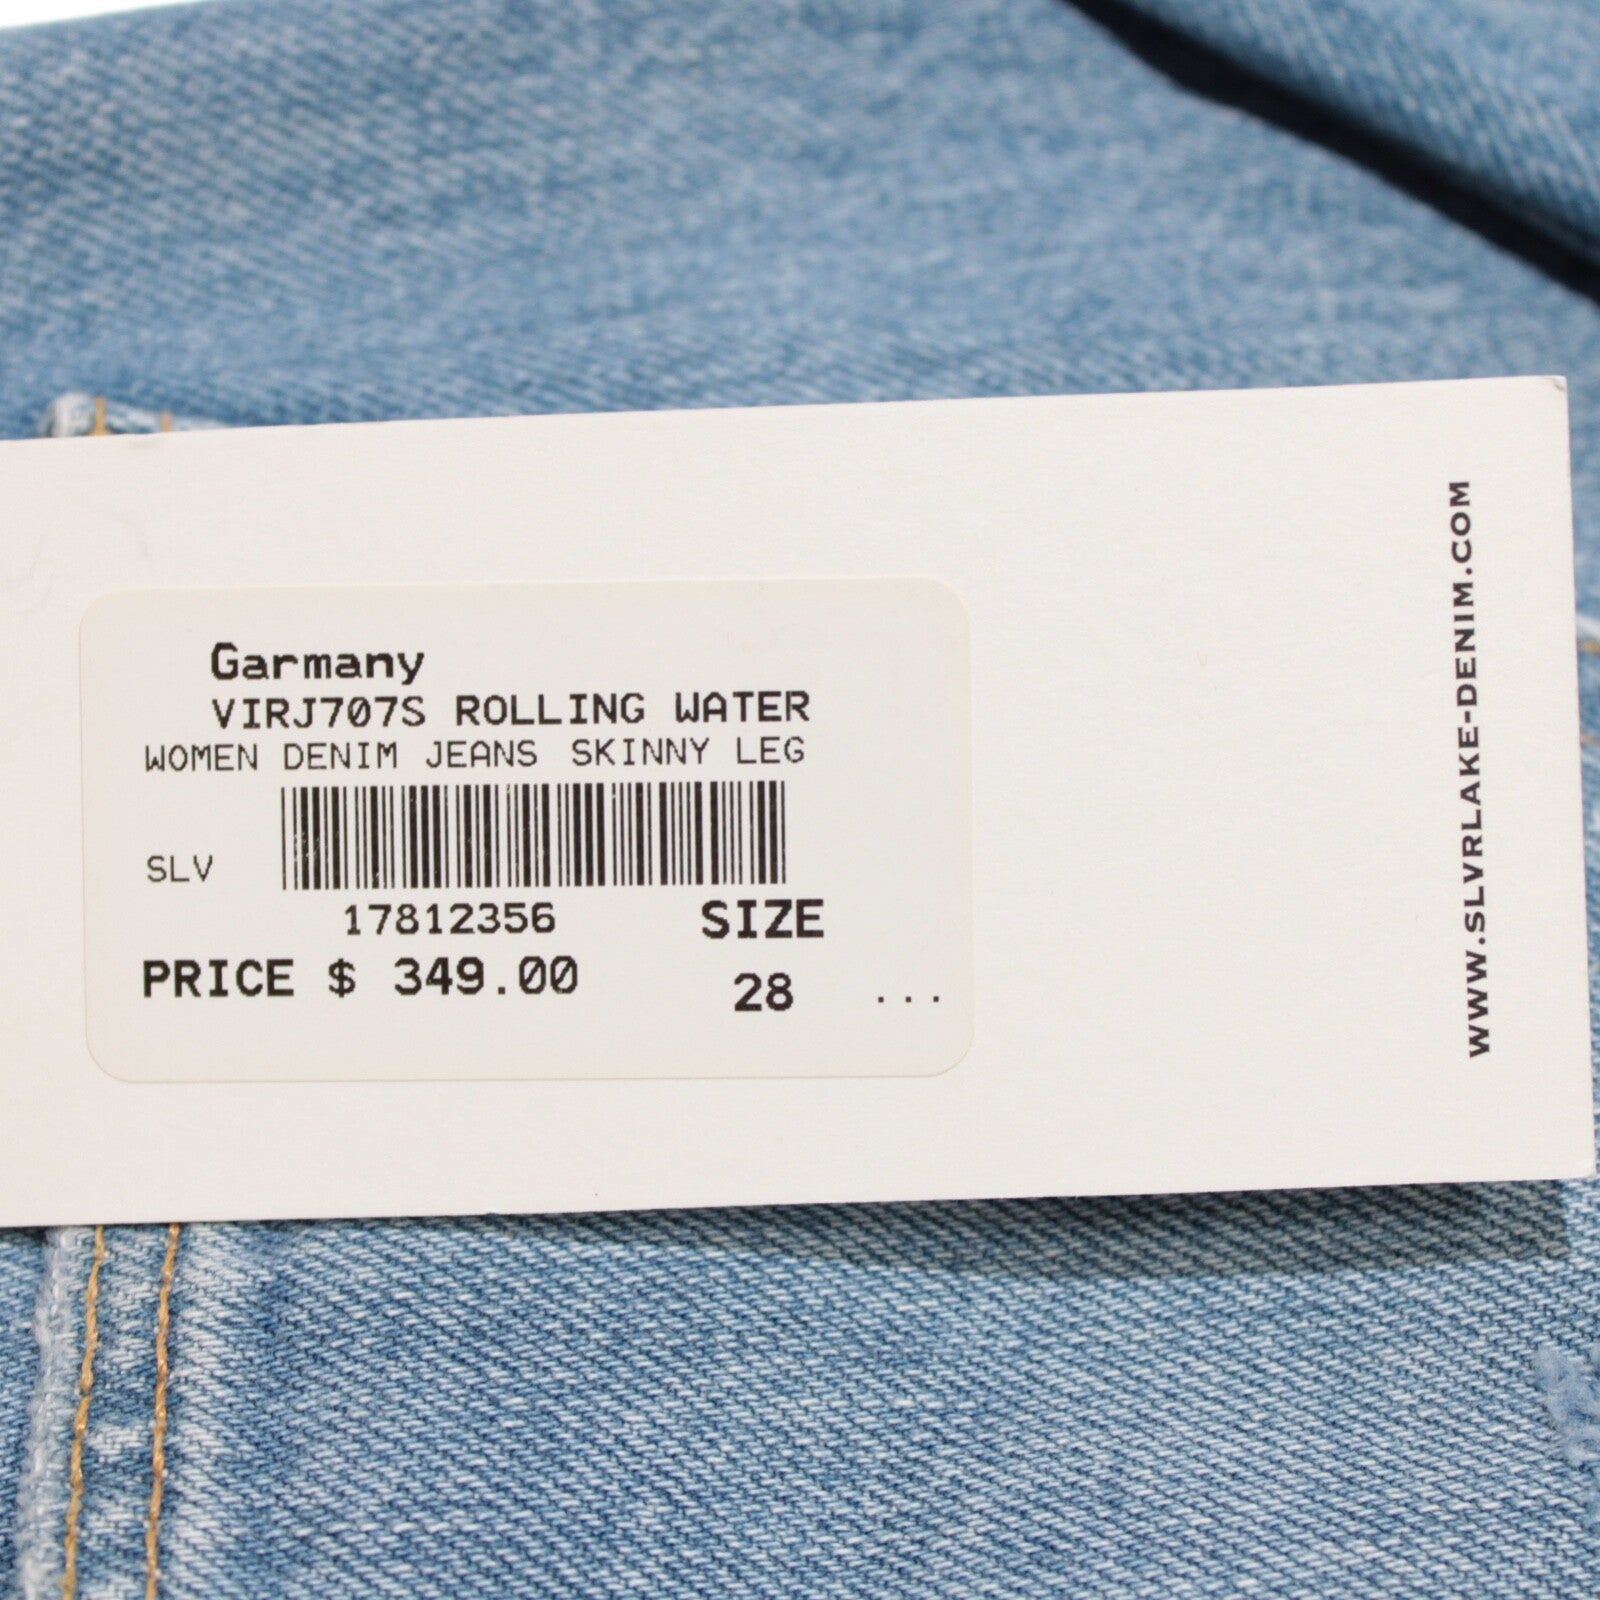 Garmany
VIRJ707S ROLLING WATER
WOMEN DENIM JEANS SKINNY LEG
SLV
17812356 SIZE
PRICE $ 349.00 28 ...
WWW.SLVRLAKE-DENIM.COM